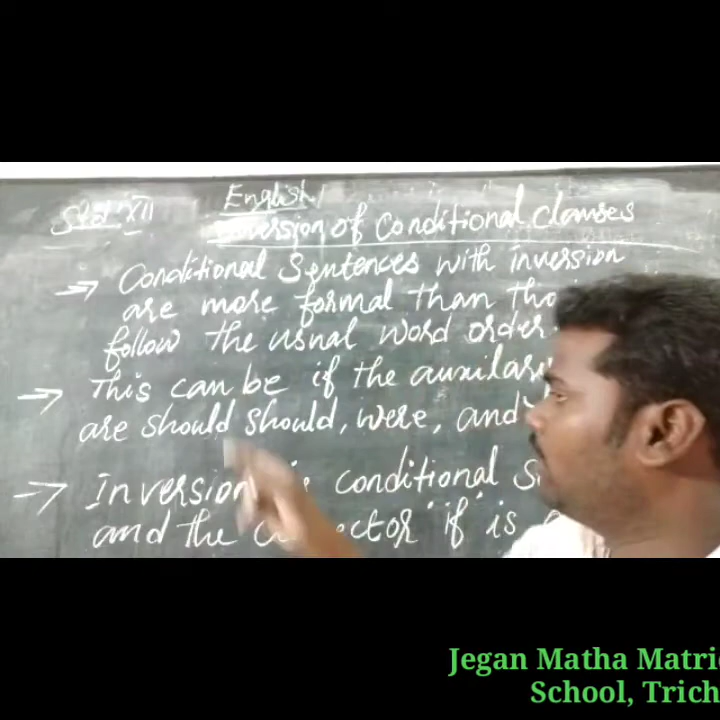 Std XII
English
Inversion of Conditional Clauses
→ Conditional Sentences with inversion
are more formal than tho
follow the usual word order.
→ This can be if the auxilary
are should should, were, and
→ Inversion conditional S
and the "if" is
Jegan Matha Matri
School, Trich